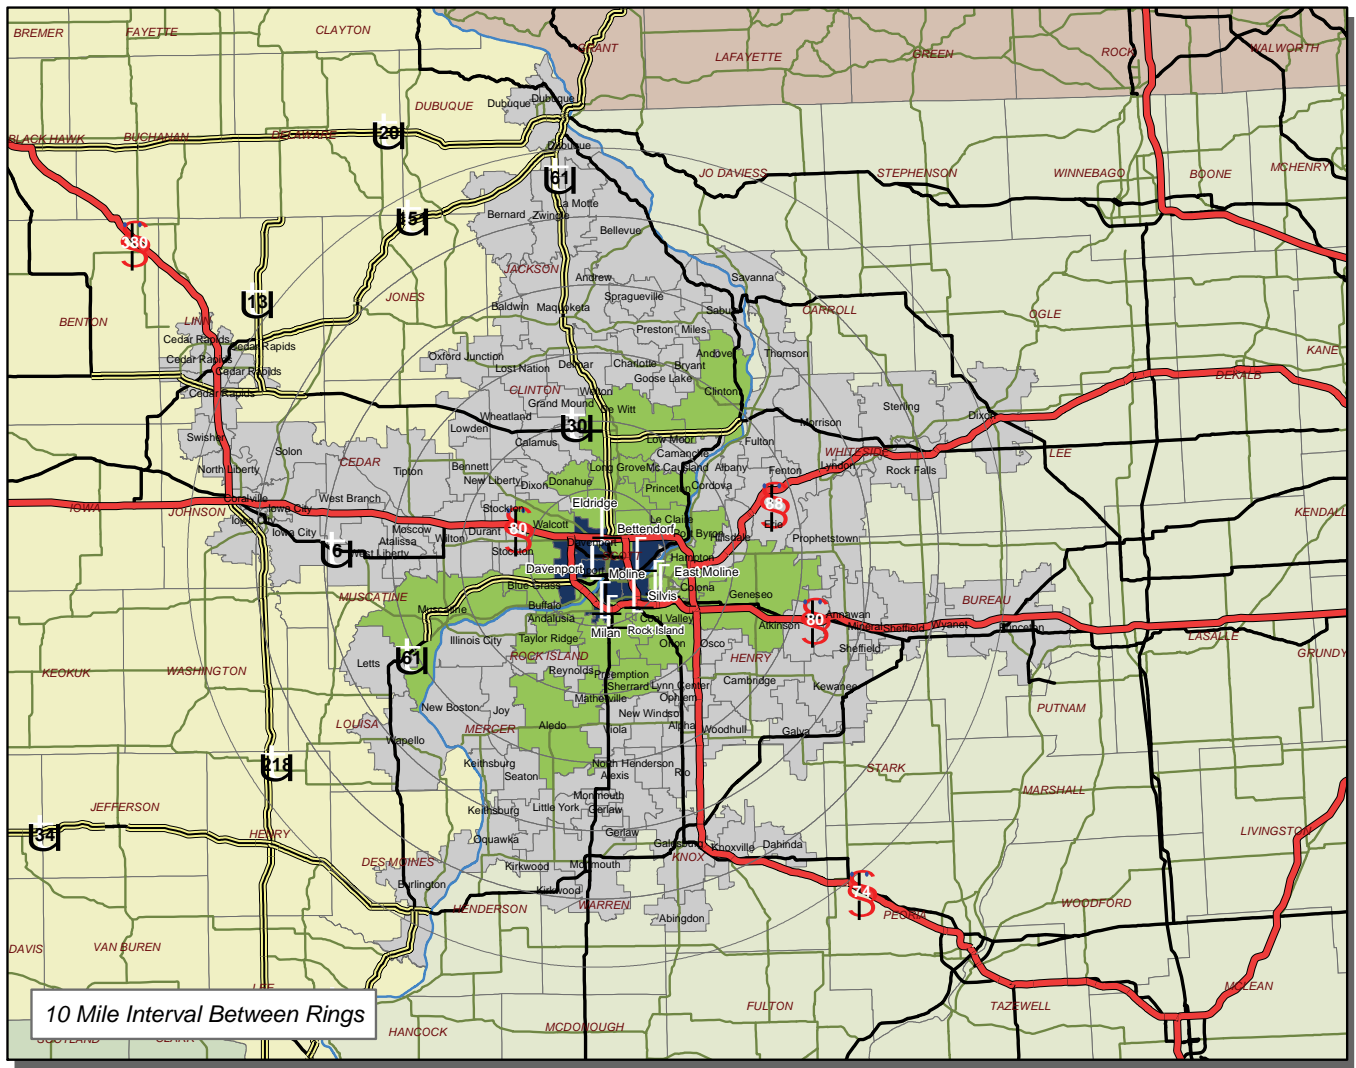 BREMER
FAYETTE
CLAYTON
GRANT
LAFAYETTE
GREEN
ROCK
WALWORTH
DUBUQUE
Dubuque
Dubuque
BLACK HAWK
BUCHANAN
DELAWARE
20
Dubuque
61
JO DAVIESS
STEPHENSON
WINNEBAGO
BOONE
MCHENRY
La Motte
Bernard
Zwingle
151
Bellevue
380
JACKSON
Andrew
Savanna
13
JONES
Spragueville
Baldwin
Maquoketa
Sabula
CARROLL
OGLE
BENTON
LINN
Preston
Miles
Cedar Rapids
Cedar Rapids
Cedar Rapids
Cedar Rapids
Cedar Rapids
Oxford Junction
Lost Nation
Delmar
Charlotte
Bryant
Andover
Thomson
KANE
Goose Lake
DEKALB
CLINTON
Welton
Clinton
Grand Mound
De Witt
Wheatland
Sterling
Dixon
Lowden
30
Calamus
Morrison
Swisher
Solon
CEDAR
Low Moor
Fulton
Camanche
WHITESIDE
LEE
North Liberty
Tipton
Bennett
Long Grove
Mc Causland
Albany
Fenton
Lyndon
Rock Falls
New Liberty
Dixon
Donahue
Princeton
Cordova
Coralville
West Branch
Eldridge
88
IOWA
JOHNSON
Iowa City
Iowa City
Iowa City
Stockton
80
Walcott
Le Claire
Erie
KENDALL
Moscow
Durant
Bettendorf
Port Byron
Hillsdale
Prophetstown
Atalissa
Wilton
Davenport
6
West Liberty
Stockton
SCOTT
Hampton
Davenport
Moline
East Moline
Blue Grass
Silvis
Colona
Geneseo
MUSCATINE
BUREAU
Muscatine
Buffalo
Andalusia
Coal Valley
Atkinson
80
Annawan
Mineral
Sheffield
Wyanet
Princeton
Illinois City
Taylor Ridge
Milan
Rock Island
LASALLE
Orion
Osco
Sheffield
GRUNDY
61
Letts
ROCK ISLAND
HENRY
KEOKUK
WASHINGTON
Reynolds
Preemption
Sherrard
Lynn Center
Cambridge
Kewanee
Matherville
Ophiem
New Boston
Joy
New Windsor
PUTNAM
LOUISA
MERCER
Aledo
Viola
Alpha
Woodhull
Galva
Wapello
218
Keithsburg
Seaton
North Henderson
Alexis
Rio
STARK
MARSHALL
JEFFERSON
Monmouth
Keithsburg
Little York
Gerlaw
34
HENRY
Oquawka
Gerlaw
LIVINGSTON
Galesburg
Knoxville
Dahinda
DES MOINES
Kirkwood
Monmouth
KNOX
Burlington
Kirkwood
74
HENDERSON
WARREN
WOODFORD
Abingdon
PEORIA
DAVIS
VAN BUREN
LEE
MCLEAN
10 Mile Interval Between Rings
FULTON
TAZEWELL
HANCOCK
MCDONOUGH
SCOTLAND
CLARK